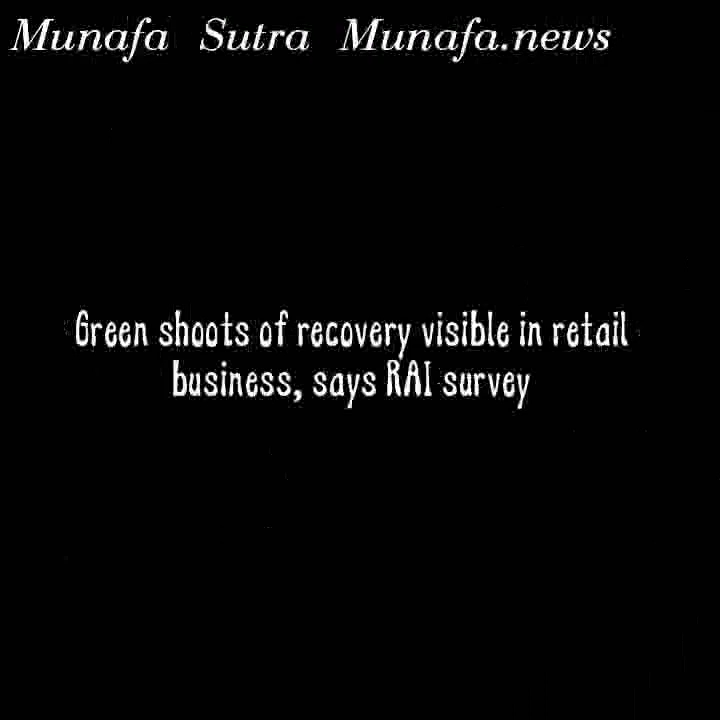 Munafa Sutra Munafa.news
Green shoots of recovery visible in retail
business, says RAI survey